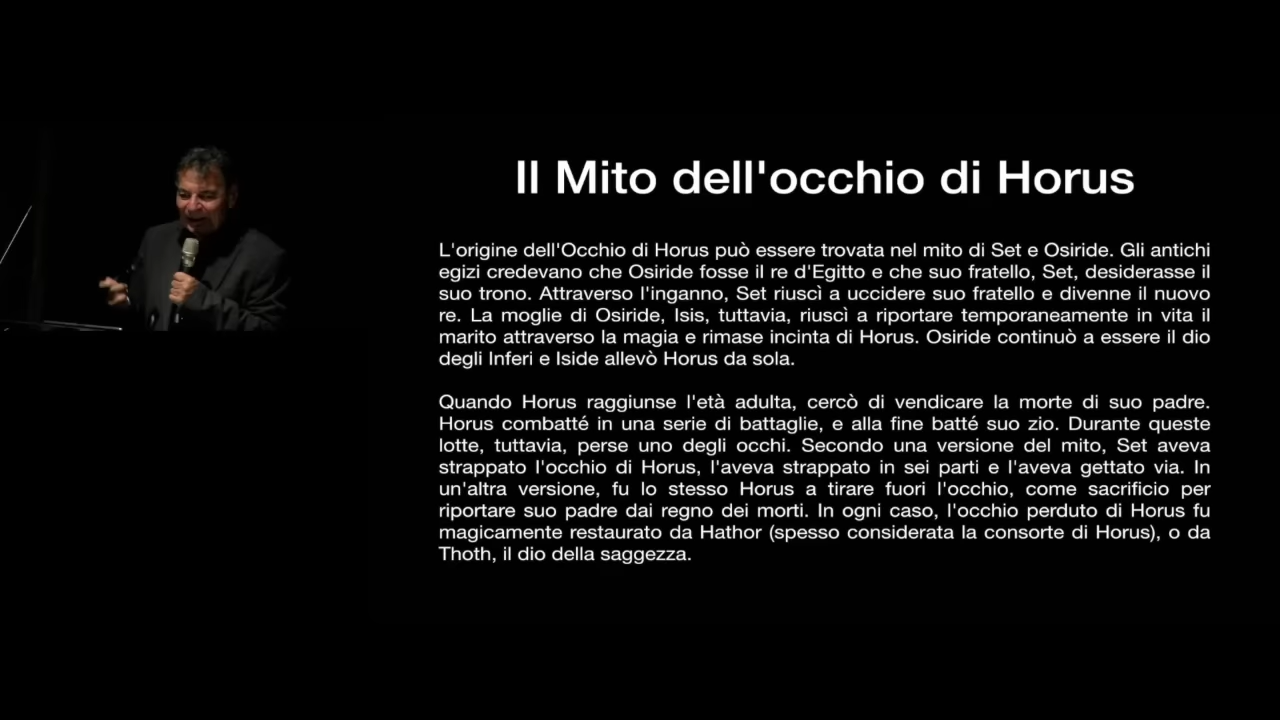 Il Mito dell'occhio di Horus
L'origine dell'Occhio di Horus può essere trovata nel mito di Set e Osiride. Gli antichi
egizi credevano che Osiride fosse il re d'Egitto e che suo fratello, Set, desiderasse il
suo trono. Attraverso l'inganno, Set riuscì a uccidere suo fratello e divenne il nuovo
re. La moglie di Osiride, Isis, tuttavia, riuscì a riportare temporaneamente in vita il
marito attraverso la magia e rimase incinta di Horus. Osiride continuò a essere il dio
degli Inferi e Iside allevò Horus da sola.
Quando Horus raggiunse l'età adulta, cercò di vendicare la morte di suo padre.
Horus combatté in una serie di battaglie, e alla fine batté suo zio. Durante queste
lotte, tuttavia, perse uno degli occhi. Secondo una versione del mito, Set aveva
strappato l'occhio di Horus, l'aveva strappato in sei parti e l'aveva gettato via. In
un'altra versione, fu lo stesso Horus a tirare fuori l'occhio, come sacrificio per
riportare suo padre dai regno dei morti. In ogni caso, l'occhio perduto di Horus fu
magicamente restaurato da Hathor (spesso considerata la consorte di Horus), o da
Thoth, il dio della saggezza.